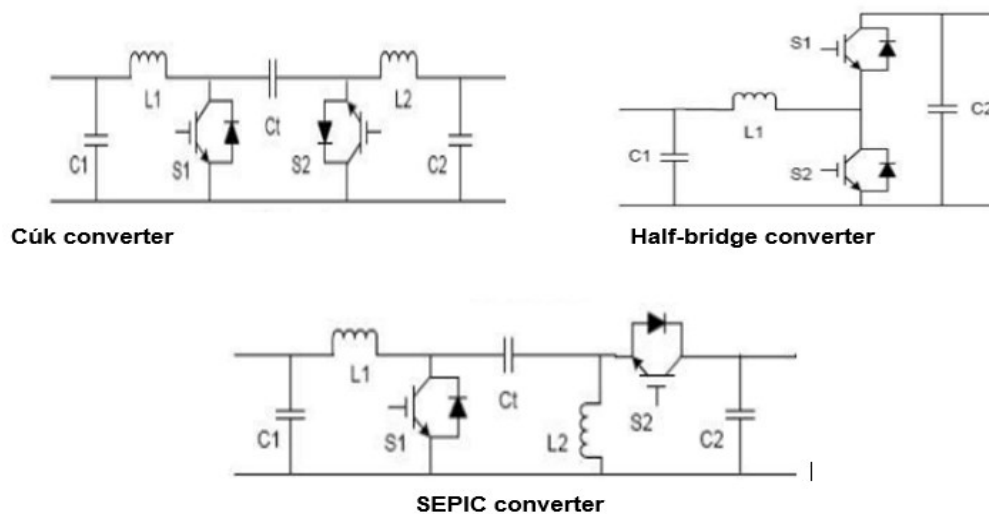 L1
Ct
L2
C1
S1
S2
C2
Cúk converter
S1
C2
L1
C1
S2
Half-bridge converter
L1
Ct
S2
C1
S1
L2
C2
SEPIC converter